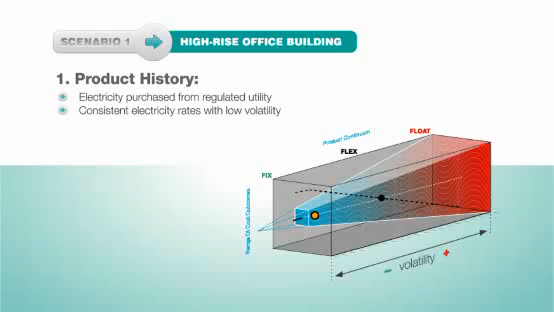 SCENARIO 1
HIGH-RISE OFFICE BUILDING
1. Product History:
Electricity purchased from regulated utility
Consistent electricity rates with low volatility
Product Continuum
FLOAT
FLEX
FIX
Range Of Cost Outcomes
- volatility +